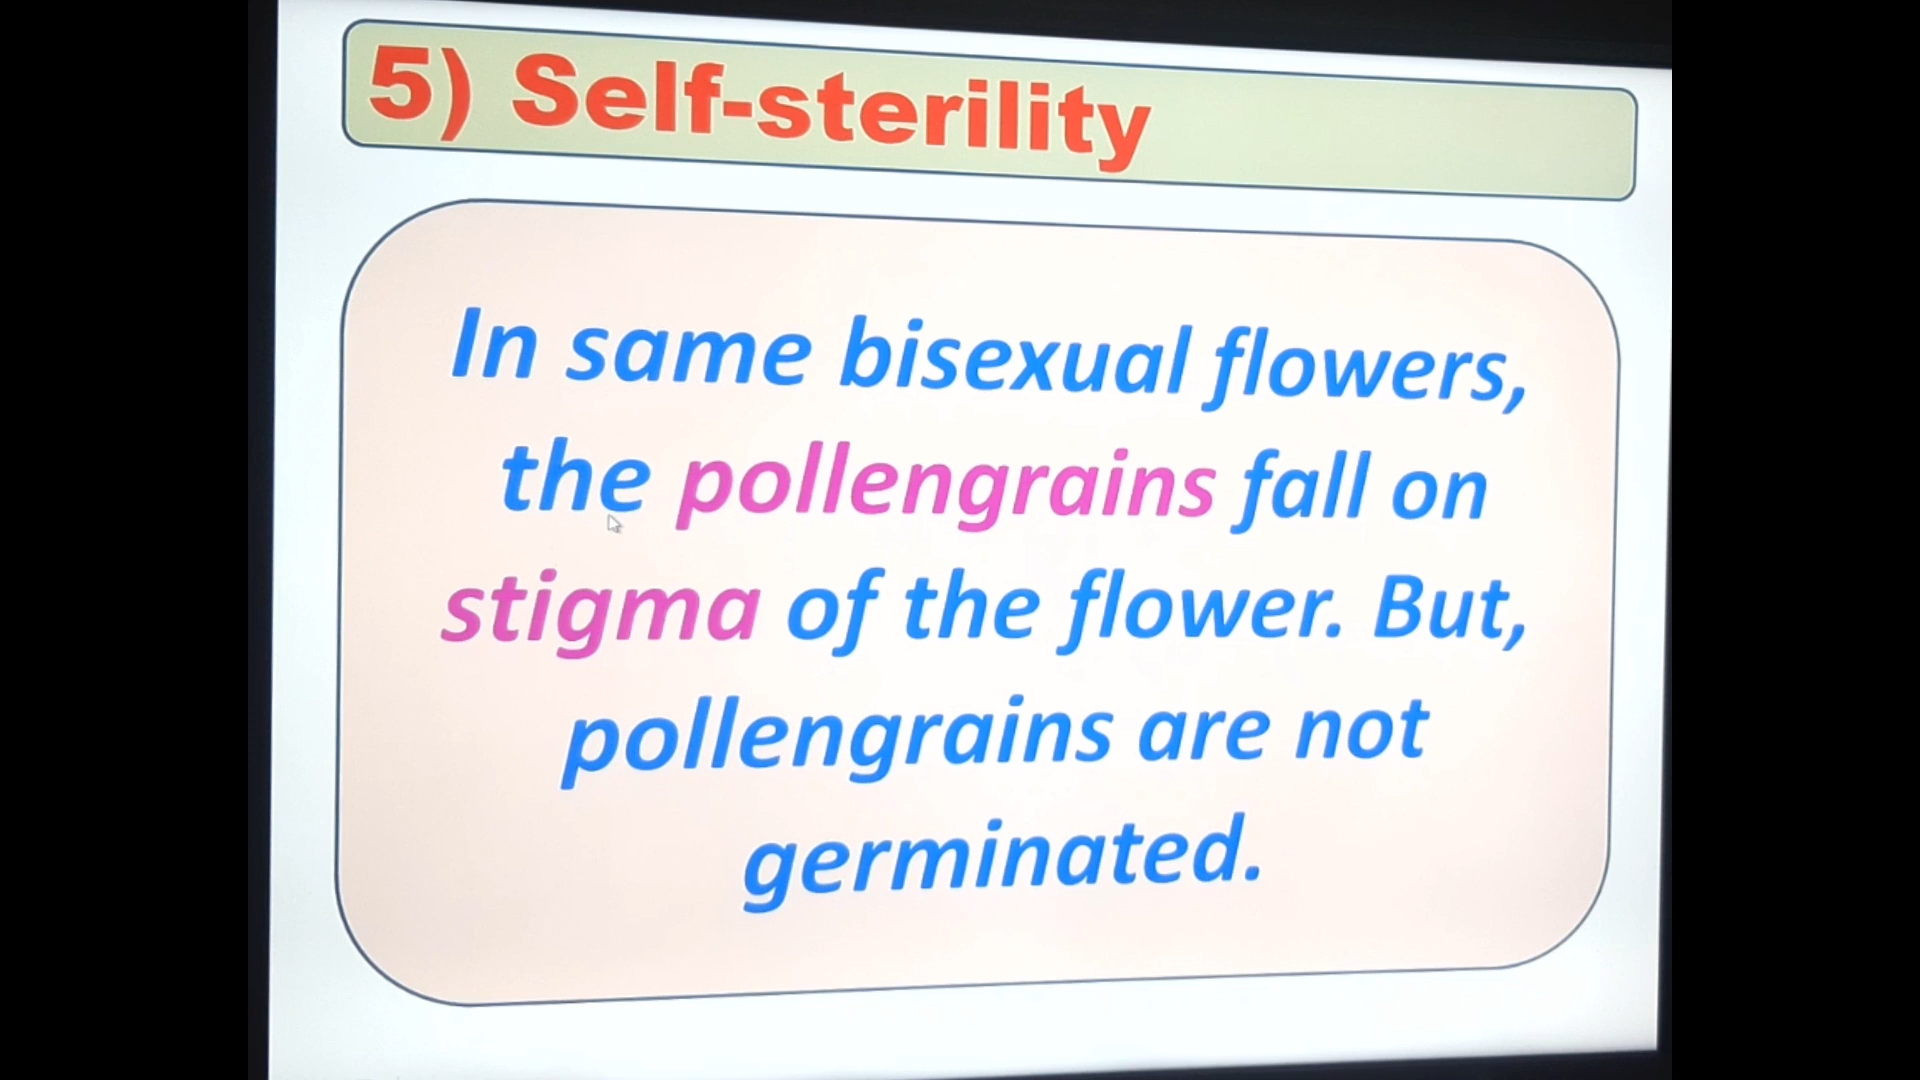 5) Self-sterility
In same bisexual flowers,
the pollengrains fall on
stigma of the flower. But,
pollengrains are not
germinated.